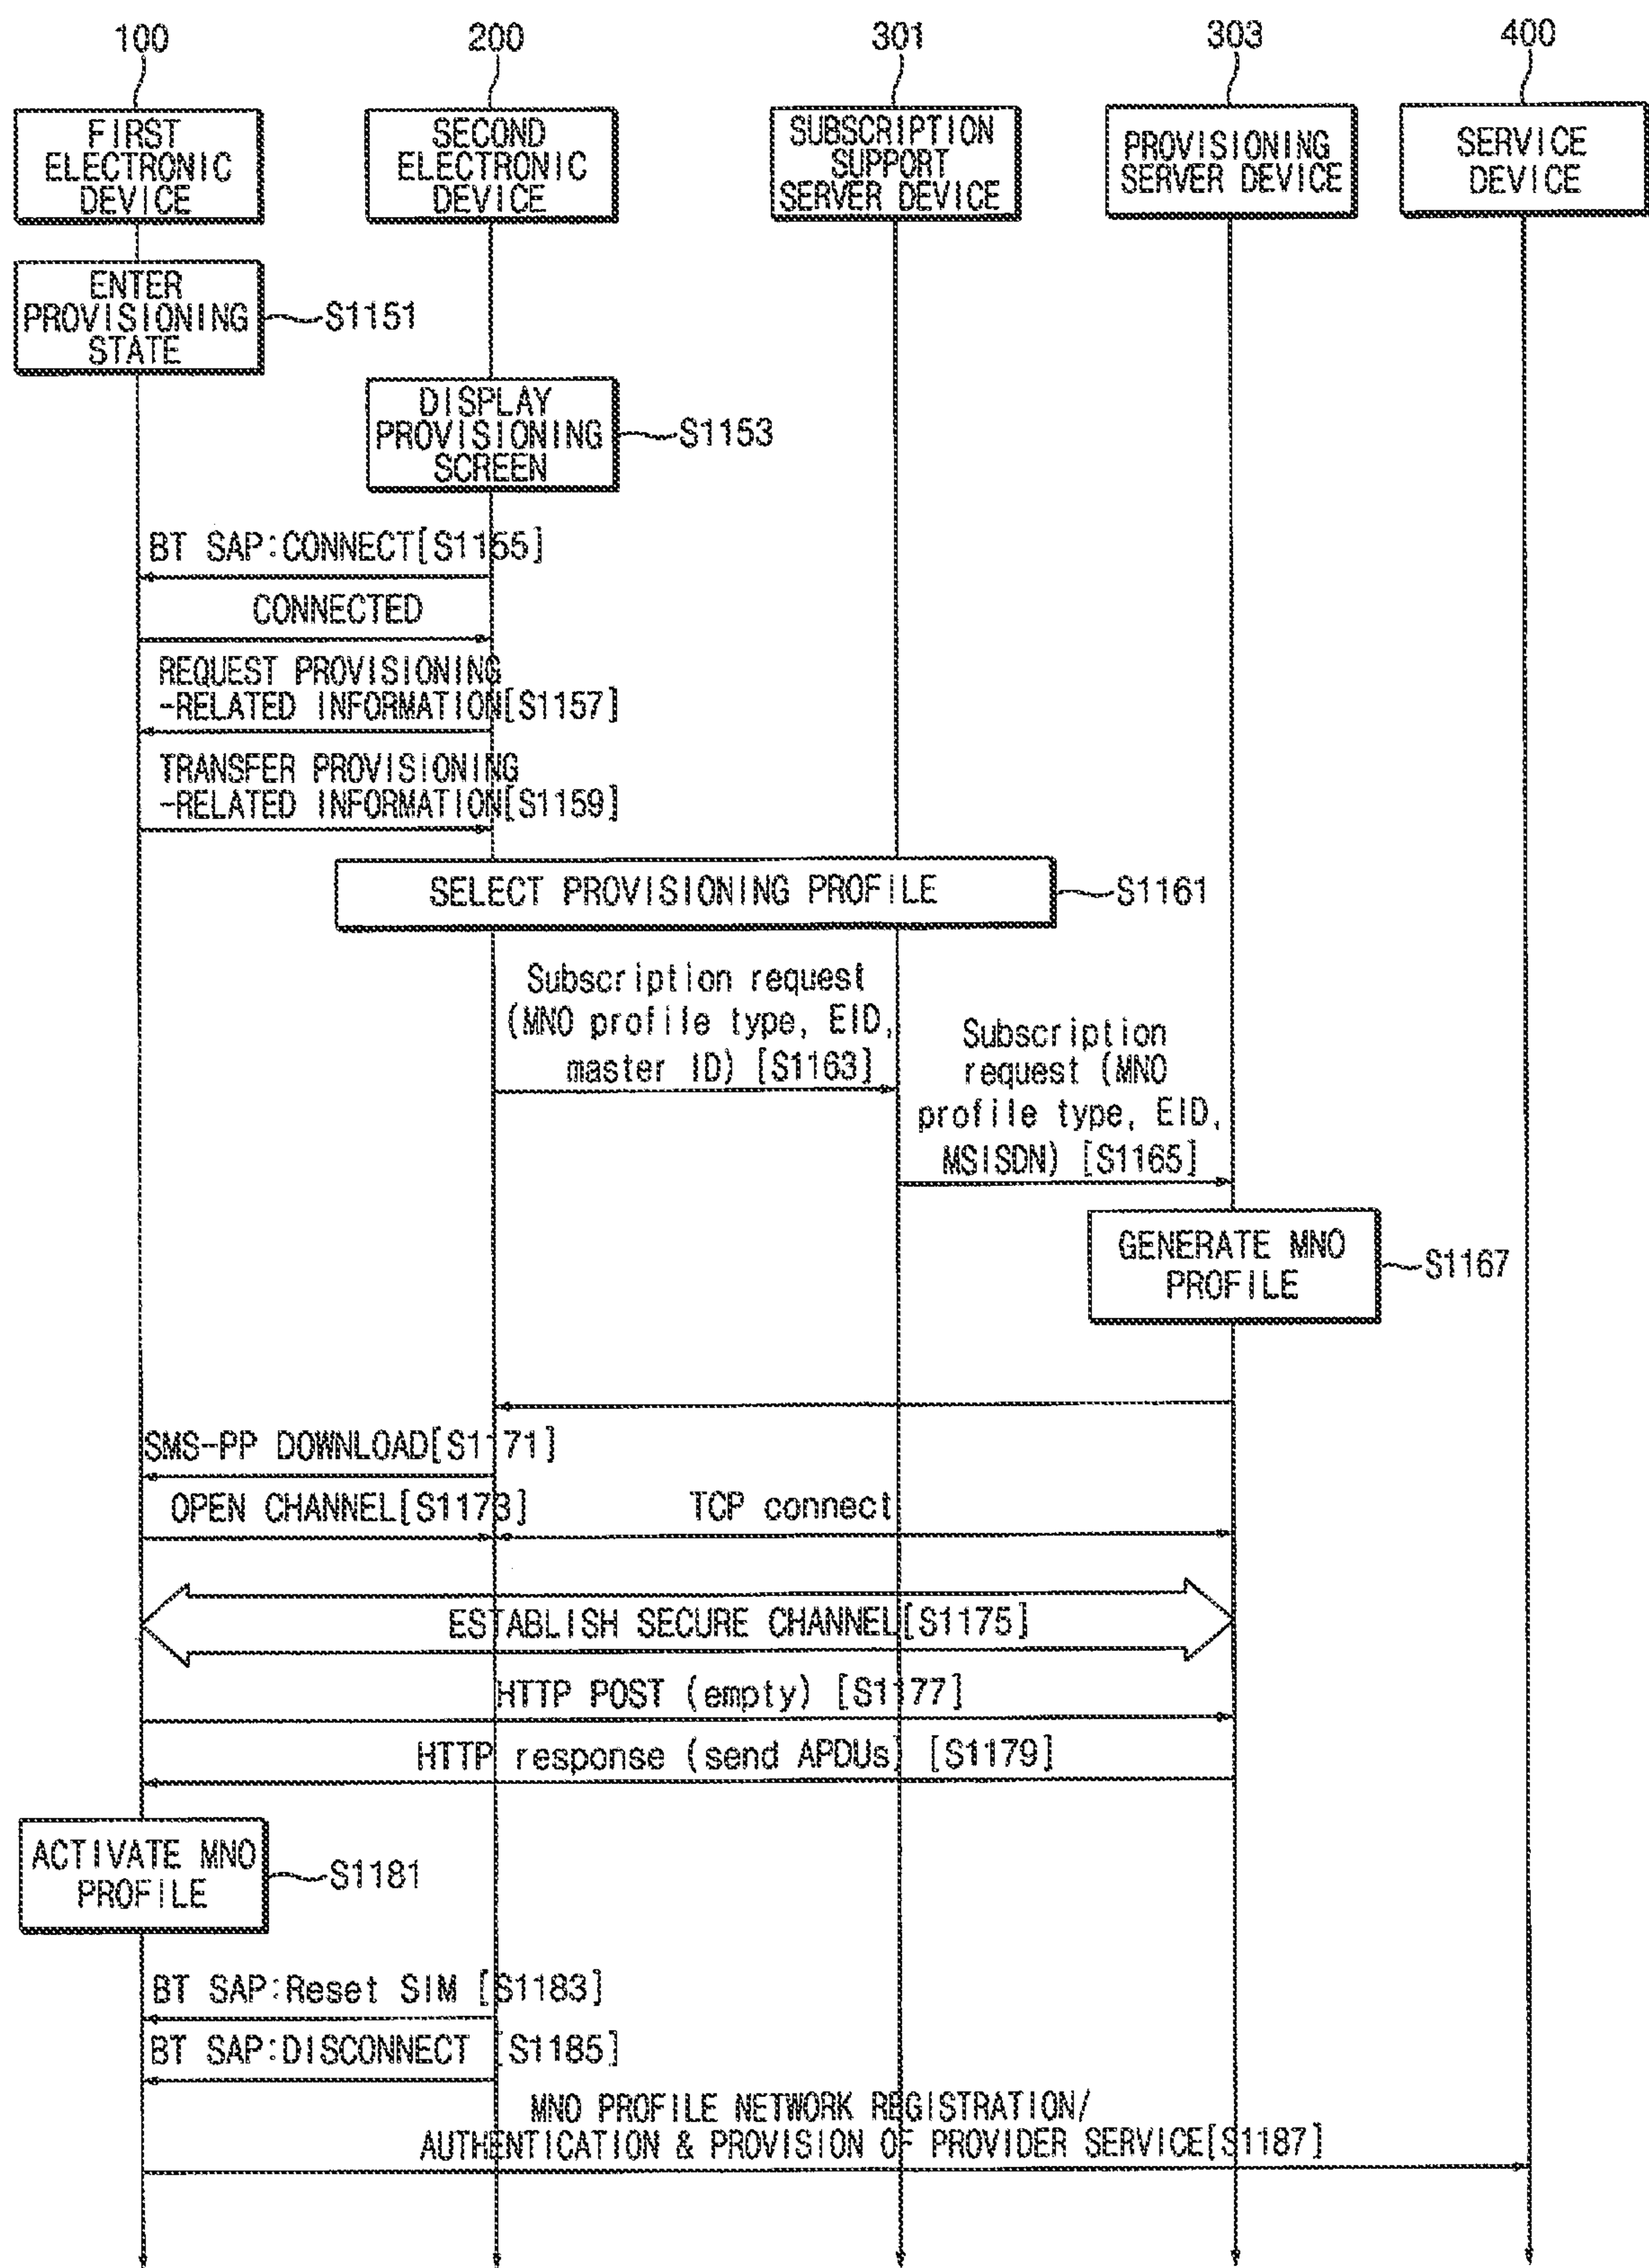 100
200
301
303
400
FIRST
ELECTRONIC
DEVICE
SECOND
ELECTRONIC
DEVICE
SUBSCRIPTION
SUPPORT
SERVER DEVICE
PROVISIONING
SERVER DEVICE
SERVICE
DEVICE
ENTER
PROVISIONING
STATE
S1151
DISPLAY
PROVISIONING
SCREEN
S1153
BT SAP:CONNECT[S1155]
CONNECTED
REQUEST PROVISIONING
-RELATED INFORMATION[S1157]
TRANSFER PROVISIONING
-RELATED INFORMATION[S1159]
SELECT PROVISIONING PROFILE
S1161
Subscription request
(MNO profile type, EID,
master ID) [S1163]
Subscription
request (MNO
profile type, EID,
MSISDN) [S1165]
GENERATE MNO
PROFILE
S1167
SMS-PP DOWNLOAD[S1171]
OPEN CHANNEL[S1173]
TCP connect
ESTABLISH SECURE CHANNEL[S1175]
HTTP POST (empty) [S1177]
HTTP response (send APDUs) [S1179]
ACTIVATE MNO
PROFILE
S1181
BT SAP:Reset SIM [S1183]
BT SAP:DISCONNECT [S1185]
MNO PROFILE NETWORK REGISTRATION/
AUTHENTICATION & PROVISION OF PROVIDER SERVICE[S1187]